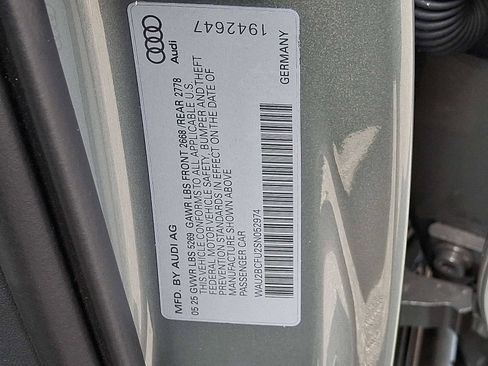 MFD. BY AUDI AG
05 25 GVWR LBS 5269 GAWR LBS FRONT 2668/REAR 2778
THIS VEHICLE CONFORMS TO ALL APPLICABLE U.S.
FEDERAL MOTOR VEHICLE SAFETY, BUMPER AND THEFT
PREVENTION STANDARDS IN EFFECT ON THE DATE OF
MANUFACTURE SHOWN ABOVE
PASSENGER CAR
WAU2BCFU2SN052974
GERMANY
Audi
1942647